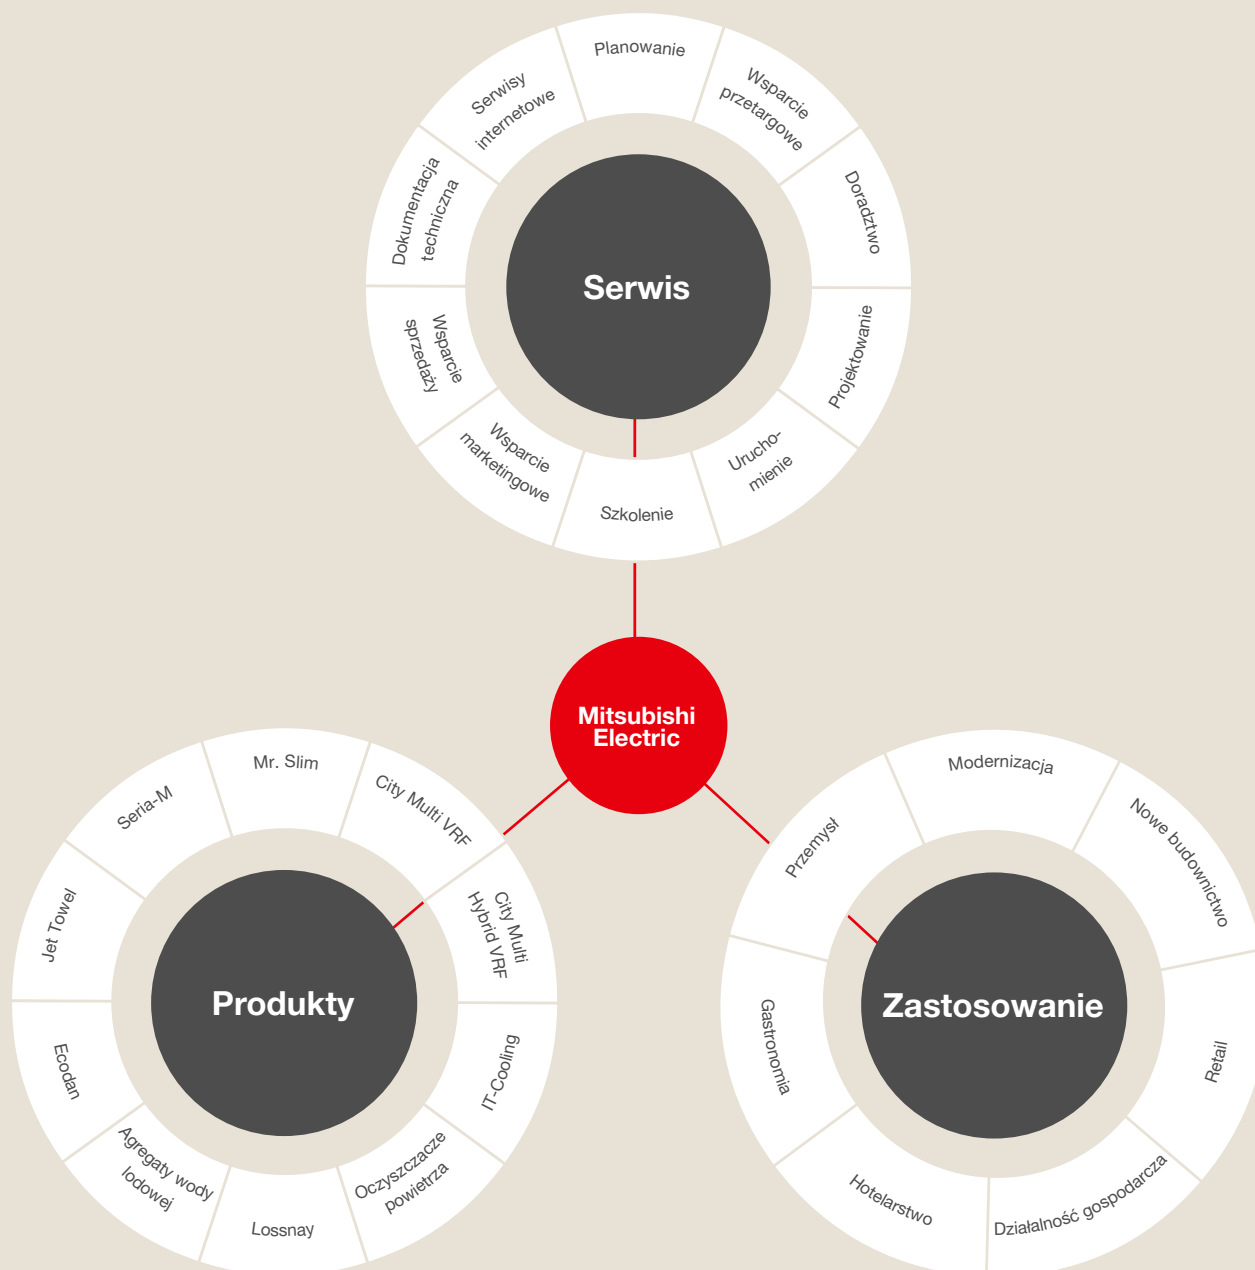 Planowanie
Wsparcie
przetargowe
Doradztwo
Projektowanie
Urucho-
mienie
Szkolenie
Wsparcie
marketingowe
Wsparcie
sprzedaży
Dokumentacja
techniczna
Serwisy
internetowe
Serwis
Mitsubishi
Electric
Mr. Slim
City Multi VRF
City Multi
Hybrid VRF
IT-Cooling
Oczyszczacze
powietrza
Lossnay
Agregaty wody
lodowej
Ecodan
Jet Towel
Seria-M
Produkty
Modernizacja
Nowe budownictwo
Retail
Działalność gospodarcza
Hotelarstwo
Gastronomia
Przemysł
Zastosowanie